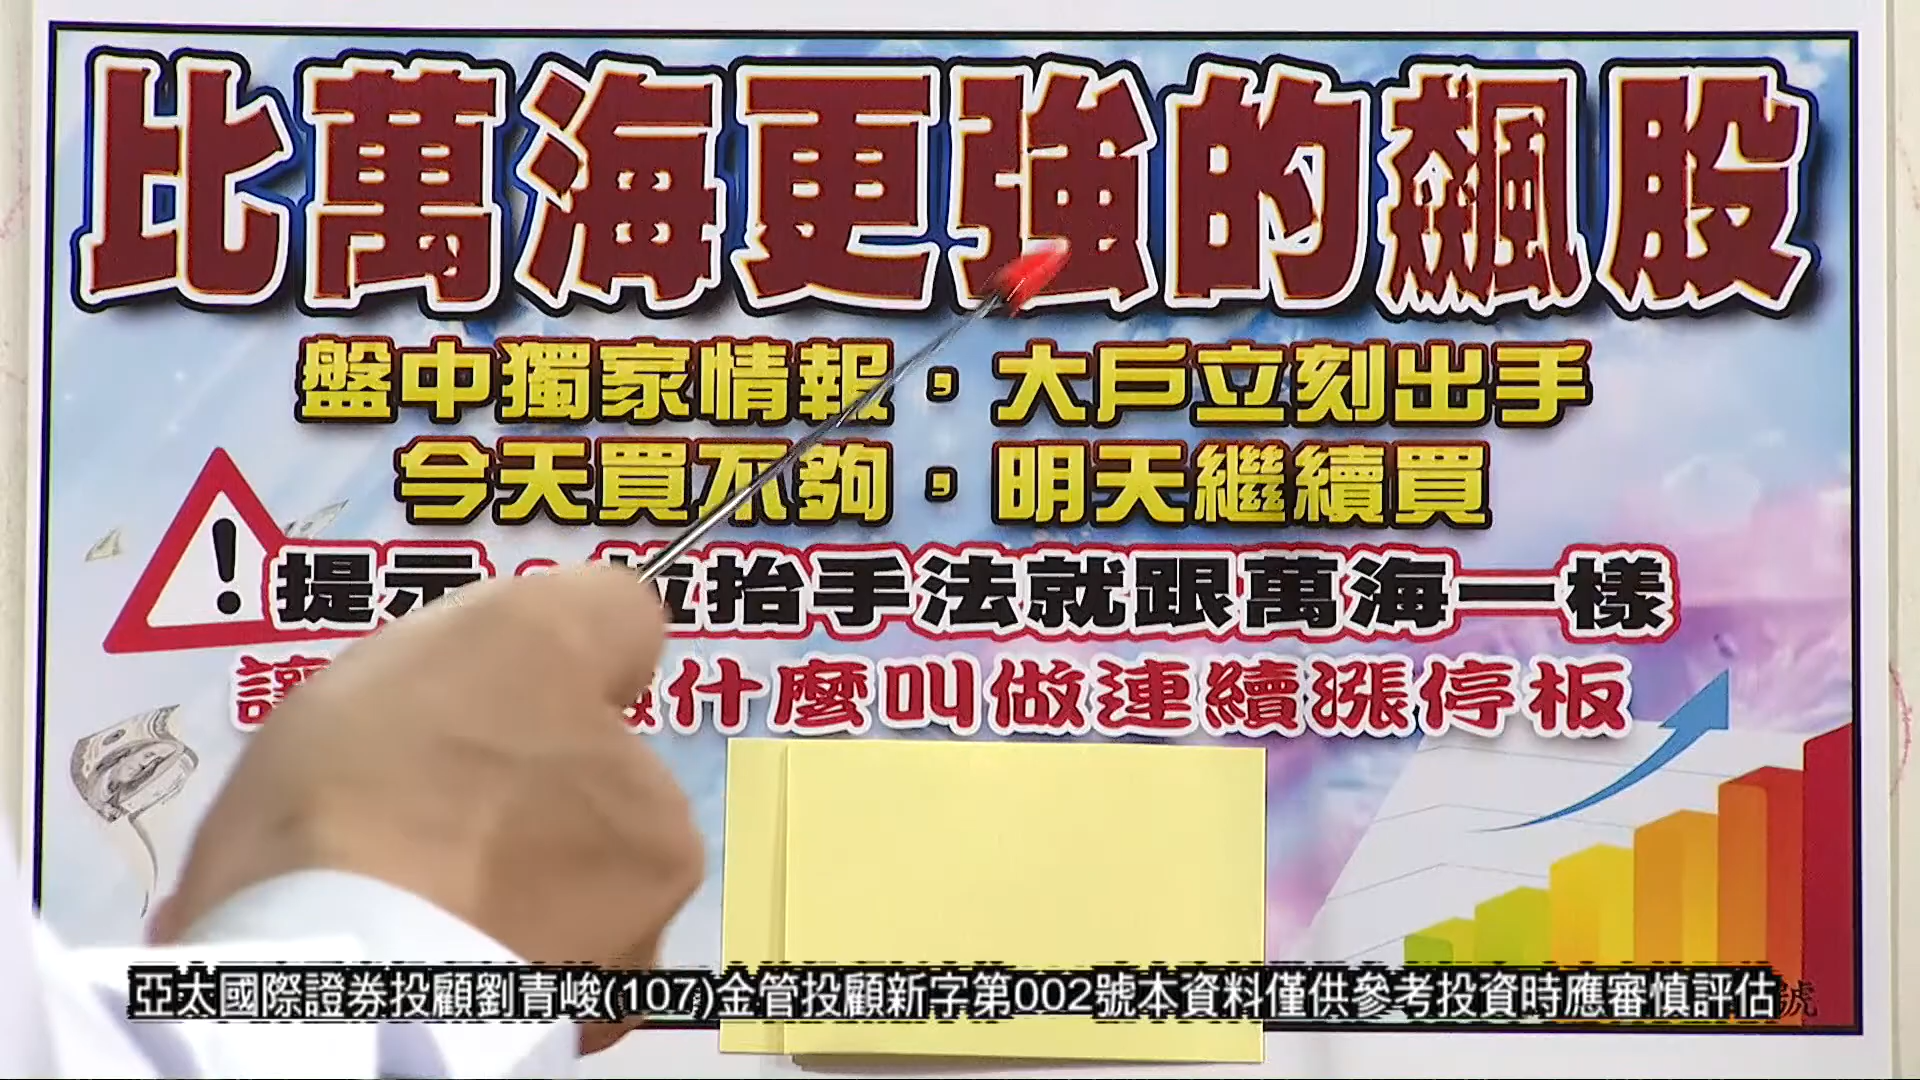 比萬海更強的飆股
盤中獨家情報，大戶立刻出手
今天買不夠，明天繼續買
!提示 拉抬手法就跟萬海一樣
讓 什麼叫做連續漲停板
亞太國際證券投顧劉青峻(107)金管投顧新字第002號本資料僅供參考投資時應審慎評估
號